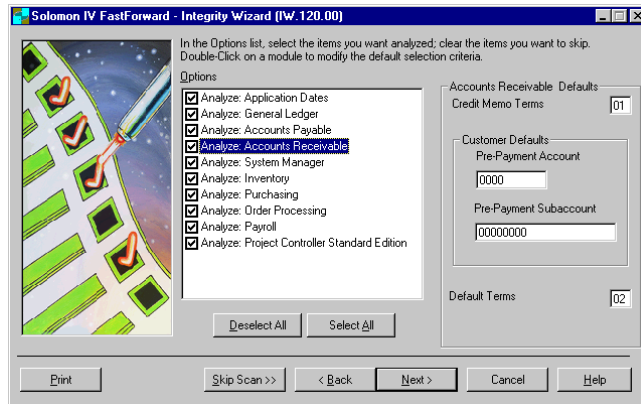 Solomon IV FastForward - Integrity Wizard (IW.120.00)
In the Options list, select the items you want analyzed; clear the items you want to skip.
Double-Click on a module to modify the default selection criteria.
Options
Analyze: Application Dates
Analyze: General Ledger
Analyze: Accounts Payable
Analyze: Accounts Receivable
Analyze: System Manager
Analyze: Inventory
Analyze: Purchasing
Analyze: Order Processing
Analyze: Payroll
Analyze: Project Controller Standard Edition
Deselect All
Select All
Accounts Receivable Defaults
Credit Memo Terms 01
Customer Defaults
Pre-Payment Account
0000
Pre-Payment Subaccount
00000000
Default Terms 02
Print
Skip Scan >>
< Back
Next >
Cancel
Help